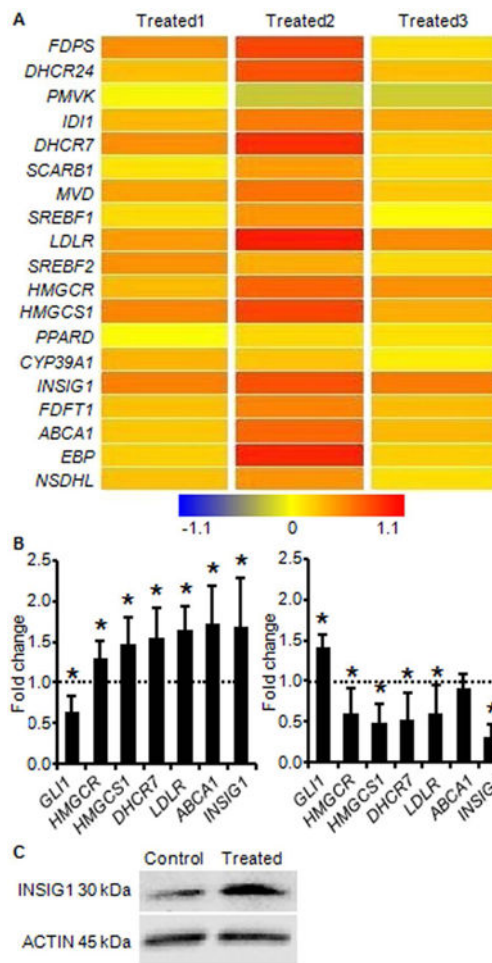 A
Treated1 Treated2 Treated3
FDPS
DHCR24
PMVK
IDI1
DHCR7
SCARB1
MVD
SREBF1
LDLR
SREBF2
HMGCR
HMGCS1
PPARD
CYP39A1
INSIG1
FDFT1
ABCA1
EBP
NSDHL
-1.1 0 1.1
B
Fold change
2.5
2.0
1.5
1.0
0.5
0.0
* * * * * * *
GLI1 HMGCR HMGCS1 DHCR7 LDLR ABCA1 INSIG1
Fold change
2.5
2.0
1.5
1.0
0.5
0.0
* * * * * *
GLI1 HMGCR HMGCS1 DHCR7 LDLR ABCA1 INSIG
C
Control Treated
INSIG1 30 kDa
ACTIN 45 kDa